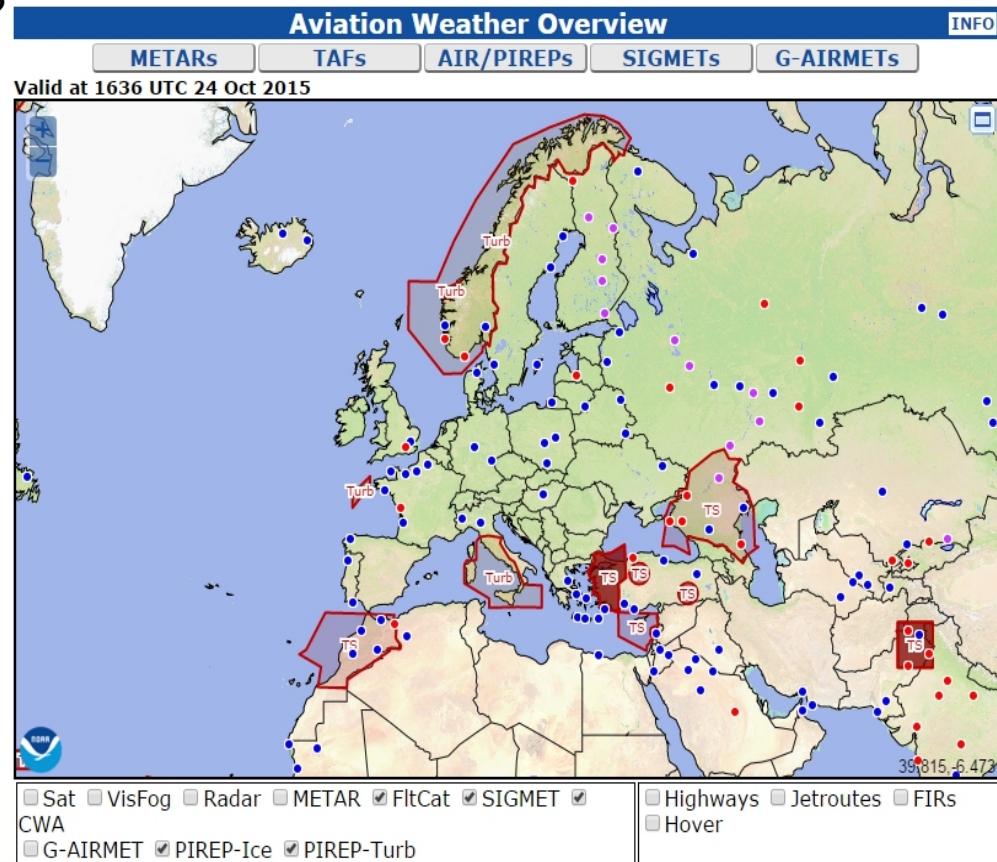 Aviation Weather Overview
INFO
METARs TAFs AIR/PIREPs SIGMETs G-AIRMETs
Valid at 1636 UTC 24 Oct 2015
+
Turb
Turb
Turb
TS
TS TS
Turb
TS
TS
TS
TS
NOAA
39.815,-6.473
Sat VisFog Radar METAR FltCat SIGMET
CWA
G-AIRMET PIREP-Ice PIREP-Turb
Highways Jetroutes FIRs
Hover